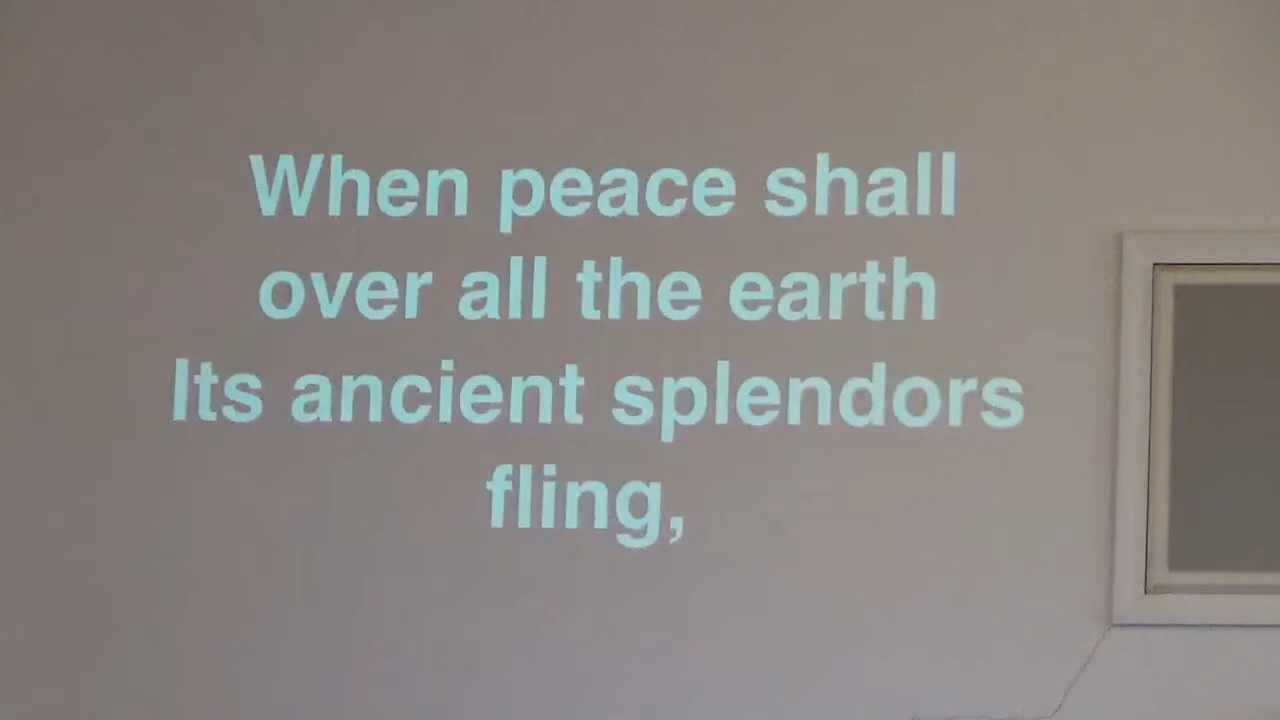 When peace shall
over all the earth
Its ancient splendors
fling,